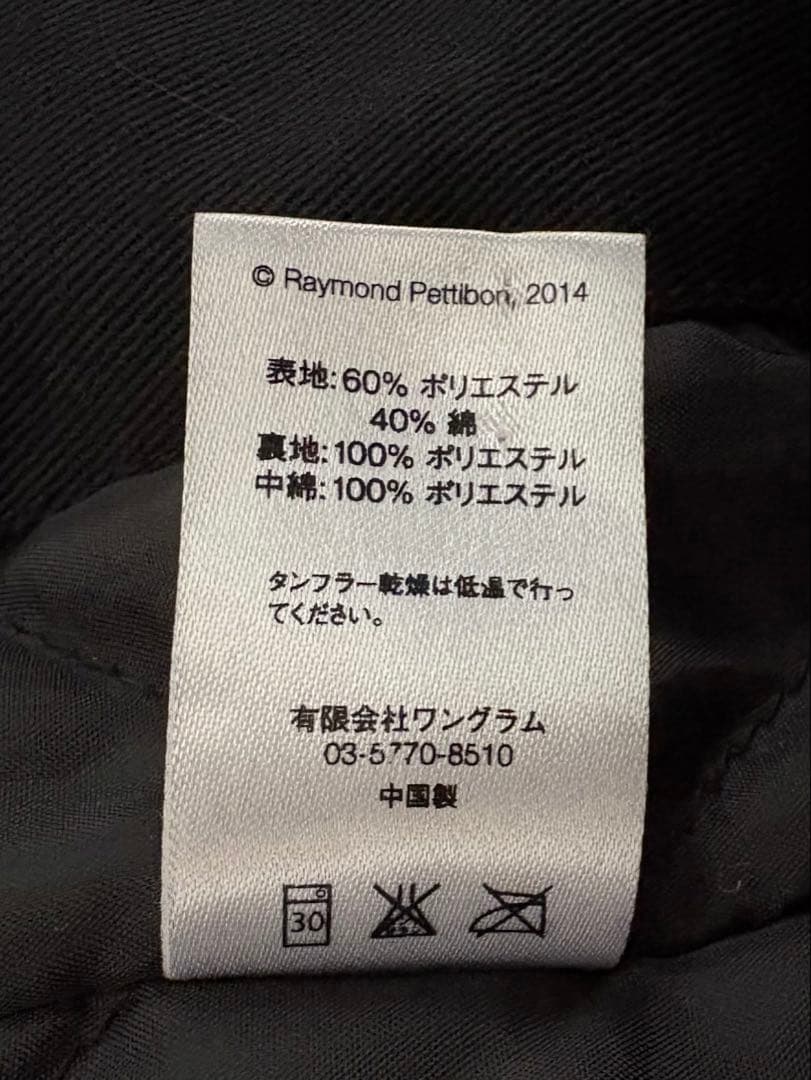 © Raymond Pettibon, 2014
表地:60% ポリエステル
40% 綿
裏地:100% ポリエステル
中綿:100% ポリエステル
タンフラー乾燥は低温で行っ
てください。
有限会社ワングラム
03-5770-8510
中国製
30